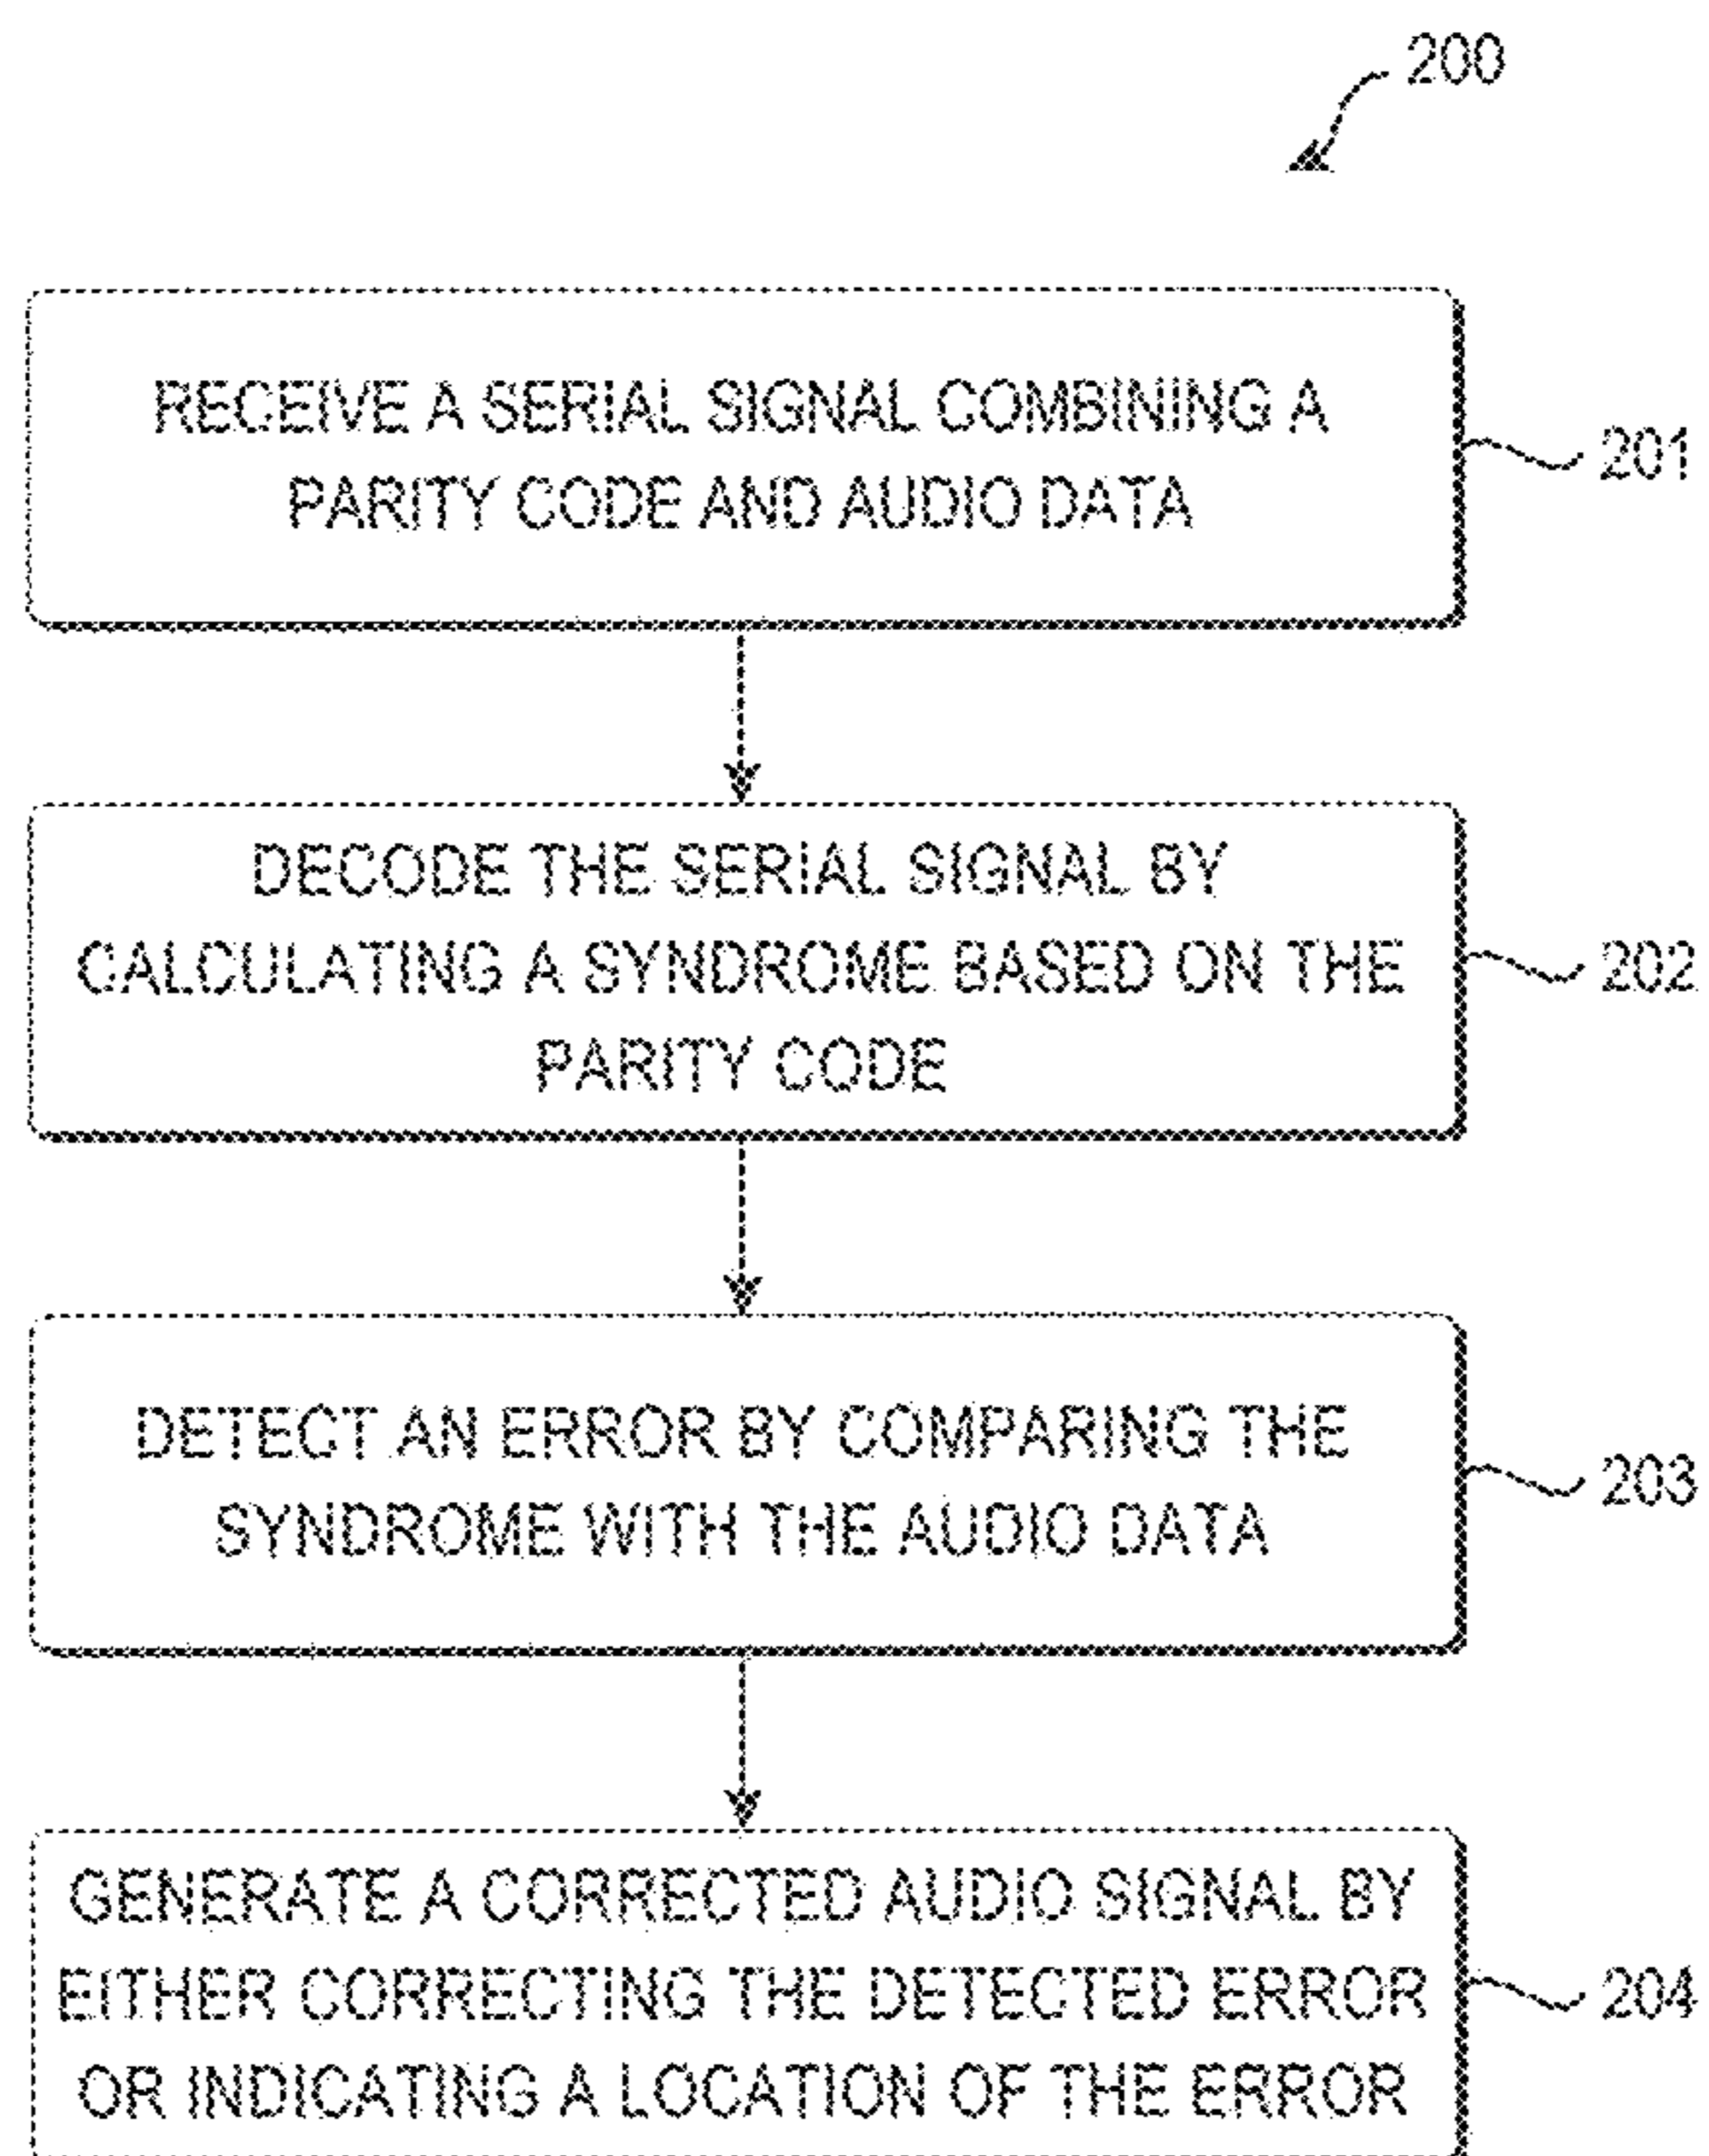 200
RECEIVE A SERIAL SIGNAL COMBINING A
PARITY CODE AND AUDIO DATA
201
DECODE THE SERIAL SIGNAL BY
CALCULATING A SYNDROME BASED ON THE
PARITY CODE
202
DETECT AN ERROR BY COMPARING THE
SYNDROME WITH THE AUDIO DATA
203
GENERATE A CORRECTED AUDIO SIGNAL BY
EITHER CORRECTING THE DETECTED ERROR
OR INDICATING A LOCATION OF THE ERROR
204